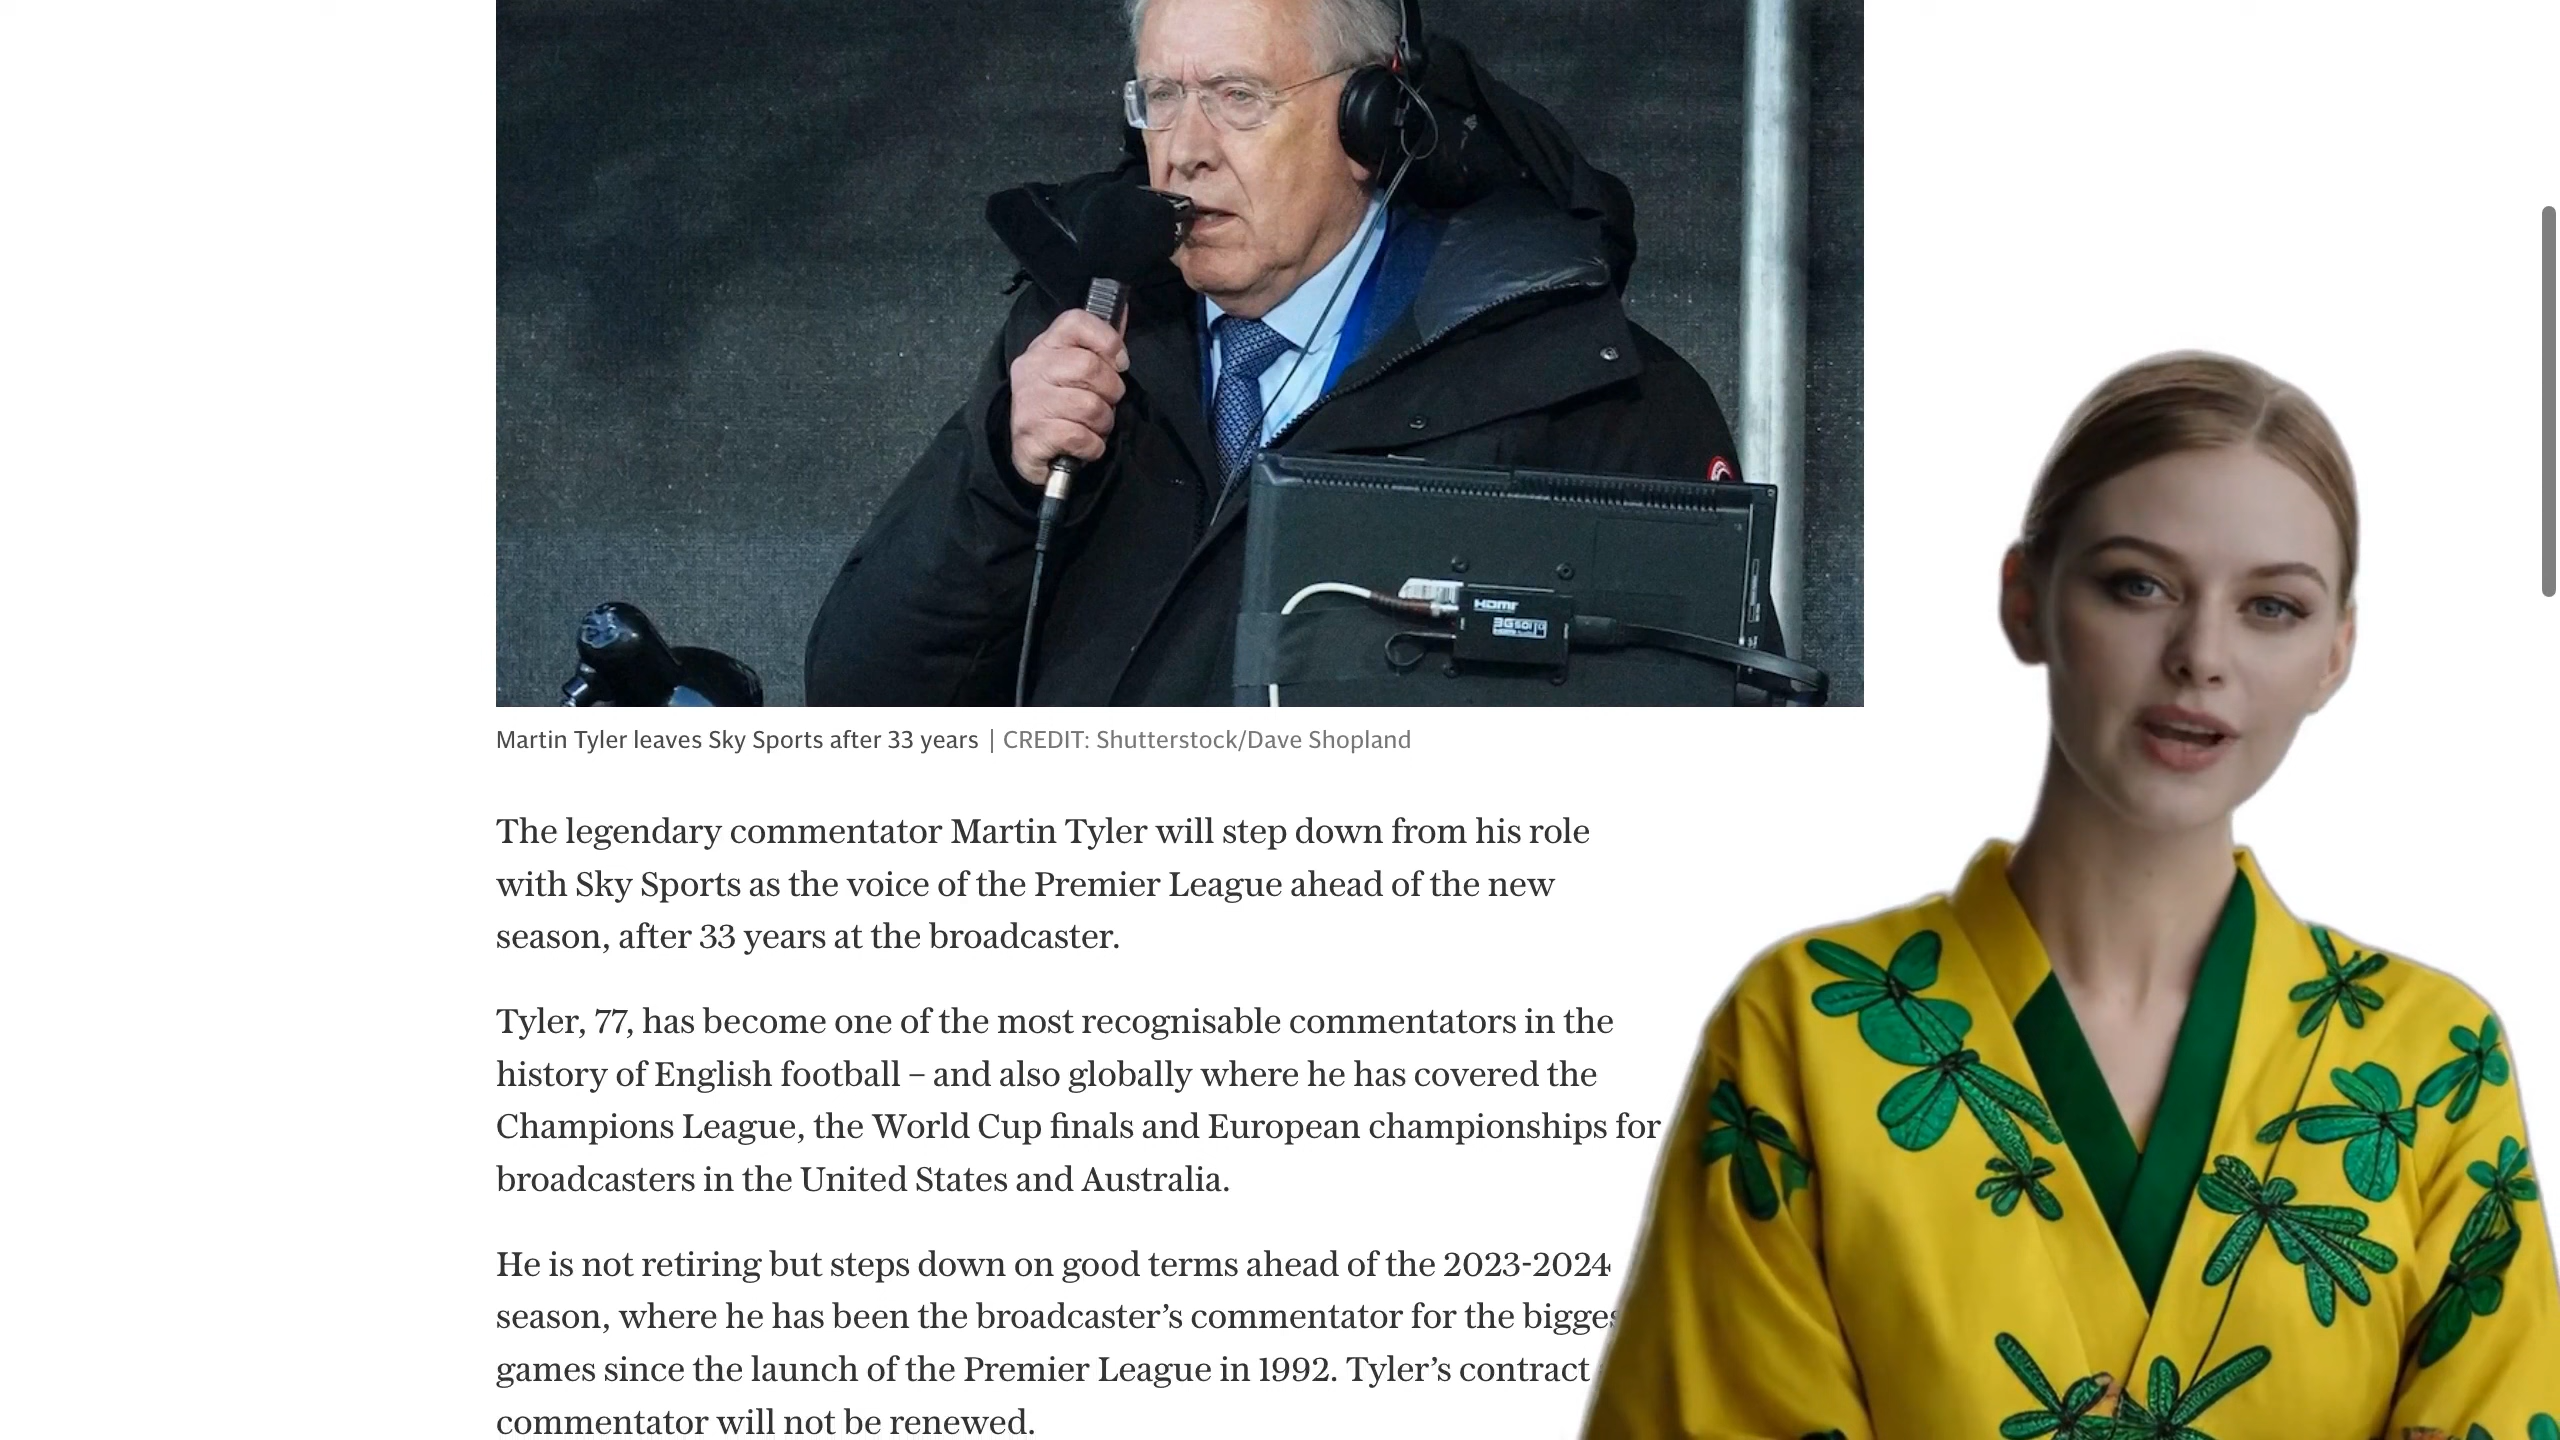 HDMI
3G SDI
Martin Tyler leaves Sky Sports after 33 years | CREDIT: Shutterstock/Dave Shopland
The legendary commentator Martin Tyler will step down from his role
with Sky Sports as the voice of the Premier League ahead of the new
season, after 33 years at the broadcaster.
Tyler, 77, has become one of the most recognisable commentators in the
history of English football – and also globally where he has covered the
Champions League, the World Cup finals and European championships for
broadcasters in the United States and Australia.
He is not retiring but steps down on good terms ahead of the 2023-2024
season, where he has been the broadcaster’s commentator for the
games since the launch of the Premier League in 1992. Tyler’s contract
commentator will not be renewed.